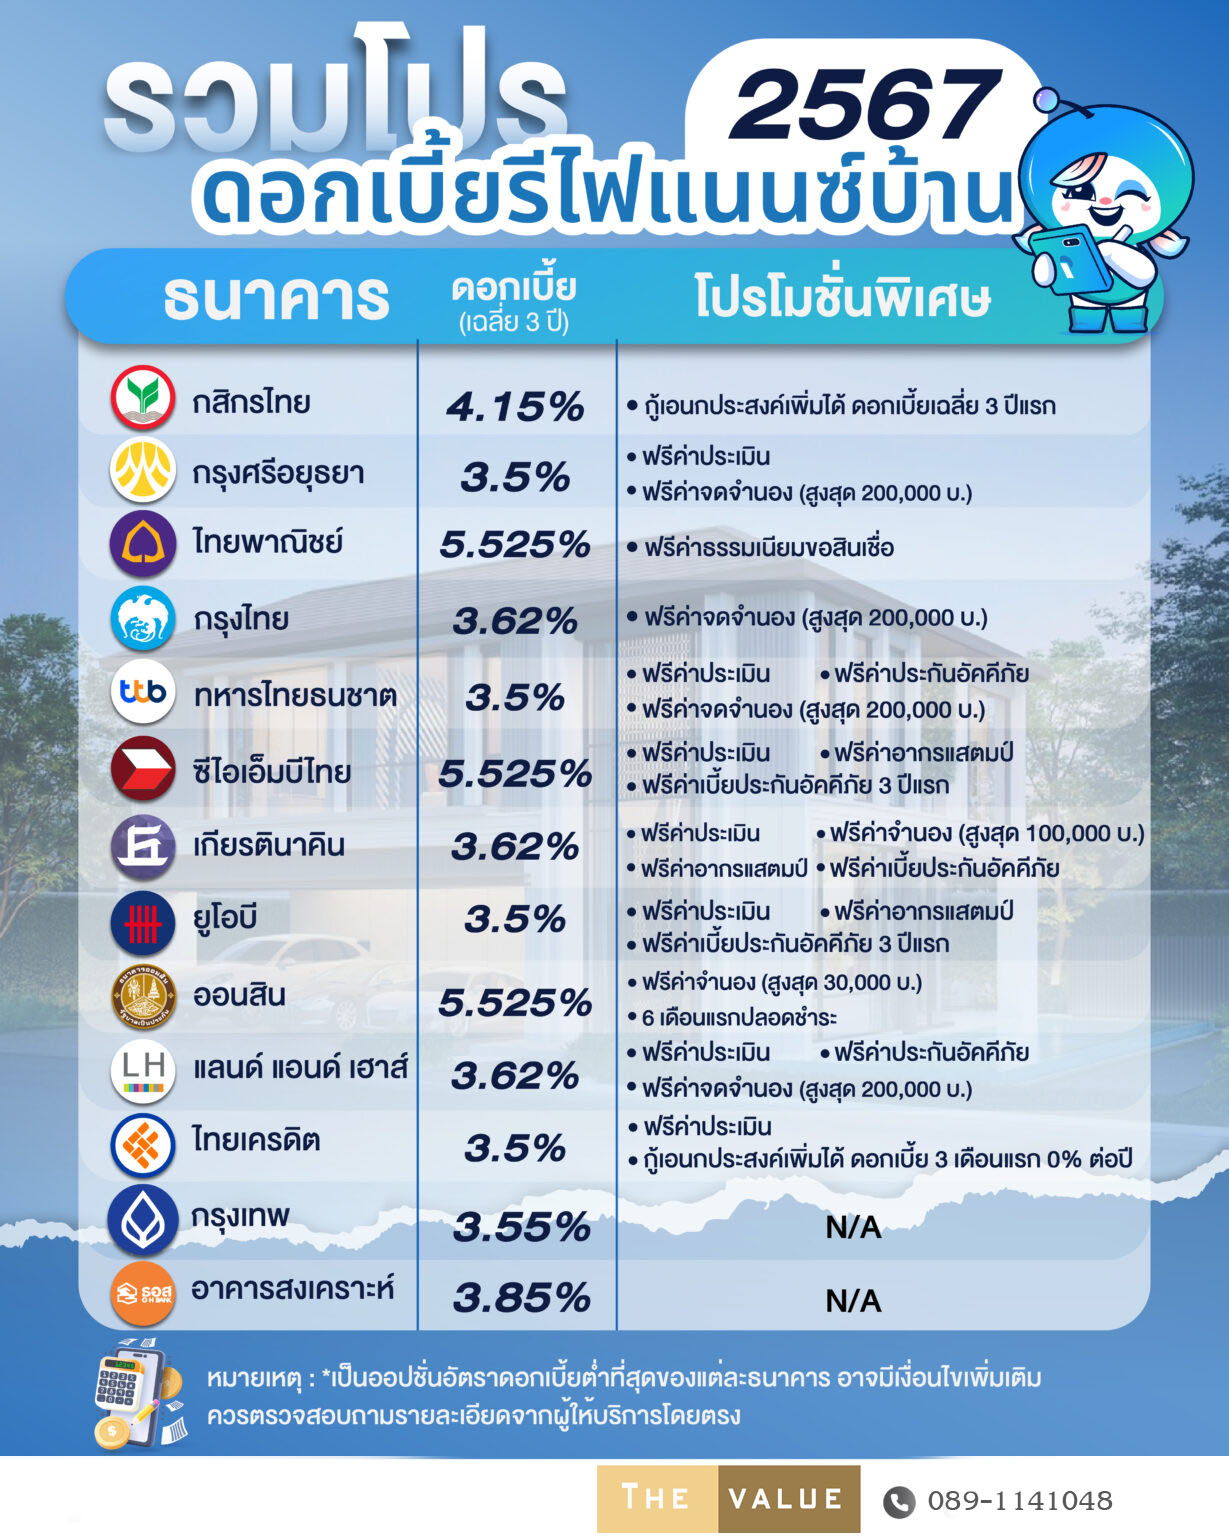 รวมโปร
2567
ดอกเบี้ยรีไฟแนนซ์บ้าน
ธนาคาร ดอกเบี้ย (เฉลี่ย 3 ปี) โปรโมชั่นพิเศษ
กสิกรไทย 4.15% • กู้เอนกประสงค์เพิ่มได้ ดอกเบี้ยเฉลี่ย 3 ปีแรก
กรุงศรีอยุธยา 3.5% • ฟรีค่าประเมิน
• ฟรีค่าจดจำนอง (สูงสุด 200,000 บ.)
ไทยพาณิชย์ 5.525% • ฟรีค่าธรรมเนียมขอสินเชื่อ
กรุงไทย 3.62% • ฟรีค่าจดจำนอง (สูงสุด 200,000 บ.)
ttb ทหารไทยธนชาต 3.5% • ฟรีค่าประเมิน • ฟรีค่าประกันอัคคีภัย
• ฟรีค่าจดจำนอง (สูงสุด 200,000 บ.)
ซีไอเอ็มบีไทย 5.525% • ฟรีค่าประเมิน • ฟรีค่าอากรแสตมป์
• ฟรีค่าเบี้ยประกันอัคคีภัย 3 ปีแรก
เกียรตินาคิน 3.62% • ฟรีค่าประเมิน • ฟรีค่าจำนอง (สูงสุด 100,000 บ.)
• ฟรีค่าอากรแสตมป์ • ฟรีค่าเบี้ยประกันอัคคีภัย
ยูโอบี 3.5% • ฟรีค่าประเมิน • ฟรีค่าอากรแสตมป์
• ฟรีค่าเบี้ยประกันอัคคีภัย 3 ปีแรก
ออนสิน 5.525% • ฟรีค่าจำนอง (สูงสุด 30,000 บ.)
• 6 เดือนแรกปลอดชำระ
LH แลนด์ แอนด์ เฮาส์ 3.62% • ฟรีค่าประเมิน • ฟรีค่าประกันอัคคีภัย
• ฟรีค่าจดจำนอง (สูงสุด 200,000 บ.)
ไทยเครดิต 3.5% • ฟรีค่าประเมิน
• กู้เอนกประสงค์เพิ่มได้ ดอกเบี้ย 3 เดือนแรก 0% ต่อปี
กรุงเทพ 3.55% N/A
ธอส GH BANK อาคารสงเคราะห์ 3.85% N/A
หมายเหตุ : *เป็นออปชั่นอัตราดอกเบี้ยต่ำที่สุดของแต่ละธนาคาร อาจมีเงื่อนไขเพิ่มเติม
ควรตรวจสอบถามรายละเอียดจากผู้ให้บริการโดยตรง
THE VALUE 089-1141048